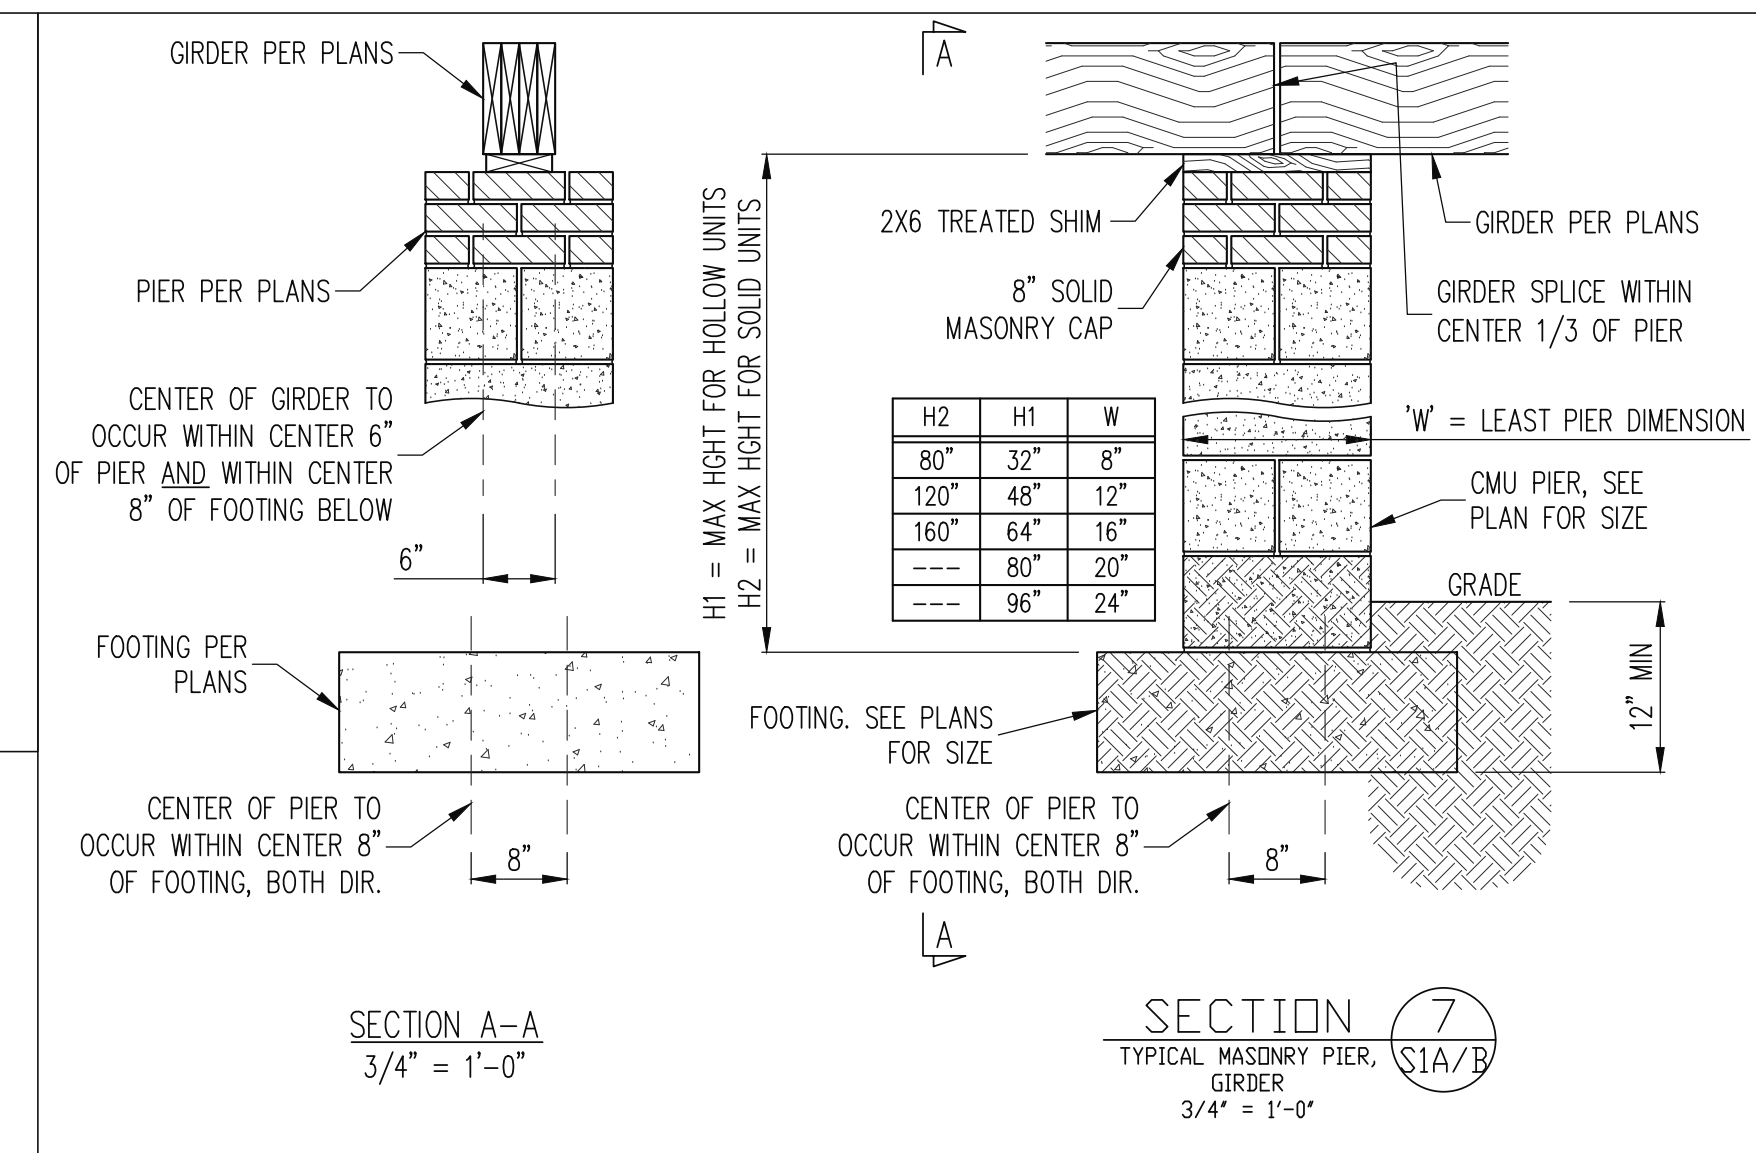 GIRDER PER PLANS
PIER PER PLANS
CENTER OF GIRDER TO
OCCUR WITHIN CENTER 6"
OF PIER AND WITHIN CENTER
8" OF FOOTING BELOW
6"
FOOTING PER
PLANS
CENTER OF PIER TO
OCCUR WITHIN CENTER 8"
OF FOOTING, BOTH DIR.
8"
SECTION A-A
3/4" = 1'-0"
A
H1 = MAX HGHT FOR HOLLOW UNITS
H2 = MAX HGHT FOR SOLID UNITS
2X6 TREATED SHIM
8" SOLID
MASONRY CAP
H2 H1 W
80" 32" 8"
120" 48" 12"
160" 64" 16"
--- 80" 20"
--- 96" 24"
GIRDER PER PLANS
GIRDER SPLICE WITHIN
CENTER 1/3 OF PIER
'W' = LEAST PIER DIMENSION
CMU PIER, SEE
PLAN FOR SIZE
GRADE
12" MIN
FOOTING. SEE PLANS
FOR SIZE
CENTER OF PIER TO
OCCUR WITHIN CENTER 8"
OF FOOTING, BOTH DIR.
8"
A
SECTION 7
TYPICAL MASONRY PIER, S1A/B
GIRDER
3/4" = 1'-0"